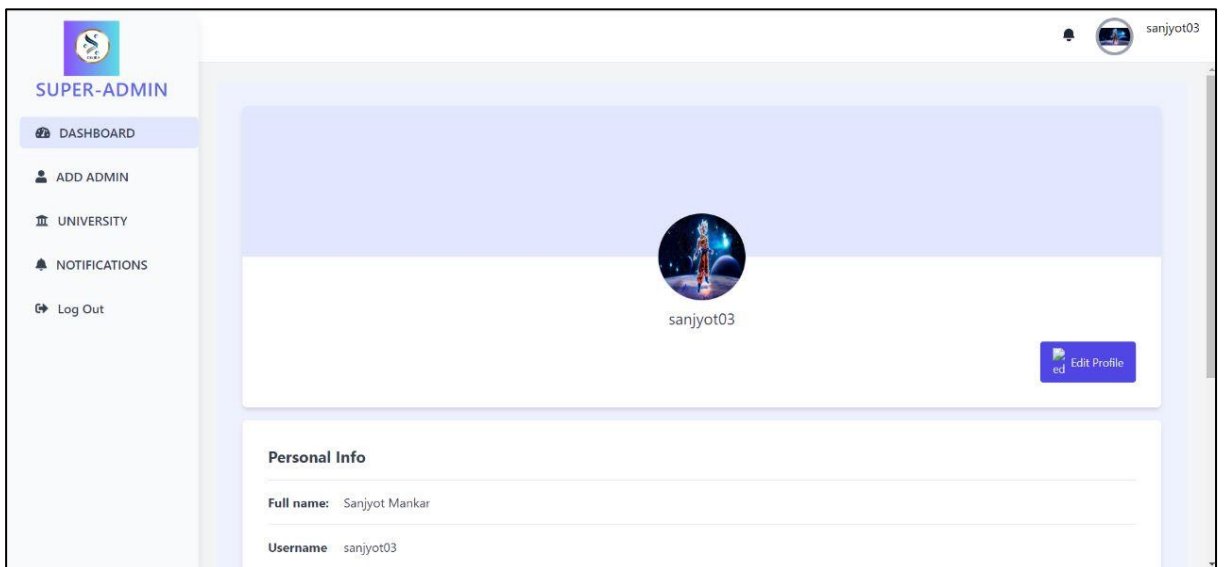 sanjyot03
SUPER-ADMIN
DASHBOARD
ADD ADMIN
UNIVERSITY
NOTIFICATIONS
Log Out
sanjyot03
ed Edit Profile
Personal Info
Full name: Sanjyot Mankar
Username sanjyot03